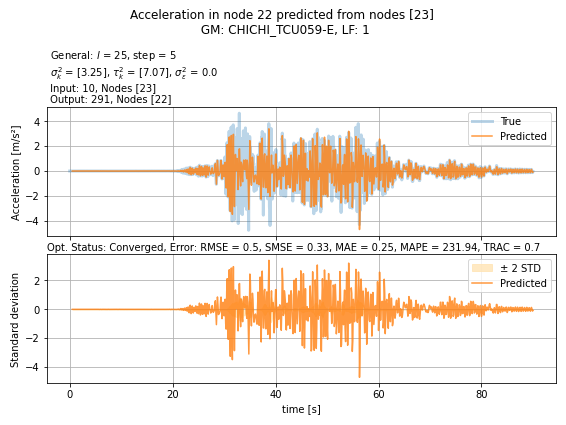 Acceleration in node 22 predicted from nodes [23]
GM: CHICHI_TCU059-E, LF: 1
General: l = 25, step = 5
σ²ₖ = [3.25], τ²ₖ = [7.07], σ²ε = 0.0
Input: 10, Nodes [23]
Output: 291, Nodes [22]
Acceleration [m/s²]
4
2
0
−2
−4
True
Predicted
Opt. Status: Converged, Error: RMSE = 0.5, SMSE = 0.33, MAE = 0.25, MAPE = 231.94, TRAC = 0.7
Standard deviation
2
0
−2
−4
± 2 STD
Predicted
0 20 40 60 80
time [s]